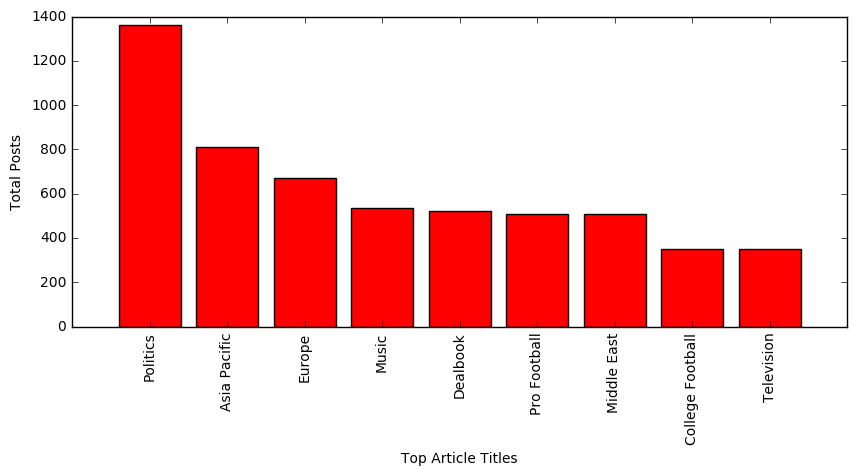 1400
1200
1000
800
600
400
200
0
Total Posts
Politics
Asia Pacific
Europe
Music
Dealbook
Pro Football
Middle East
College Football
Television
Top Article Titles